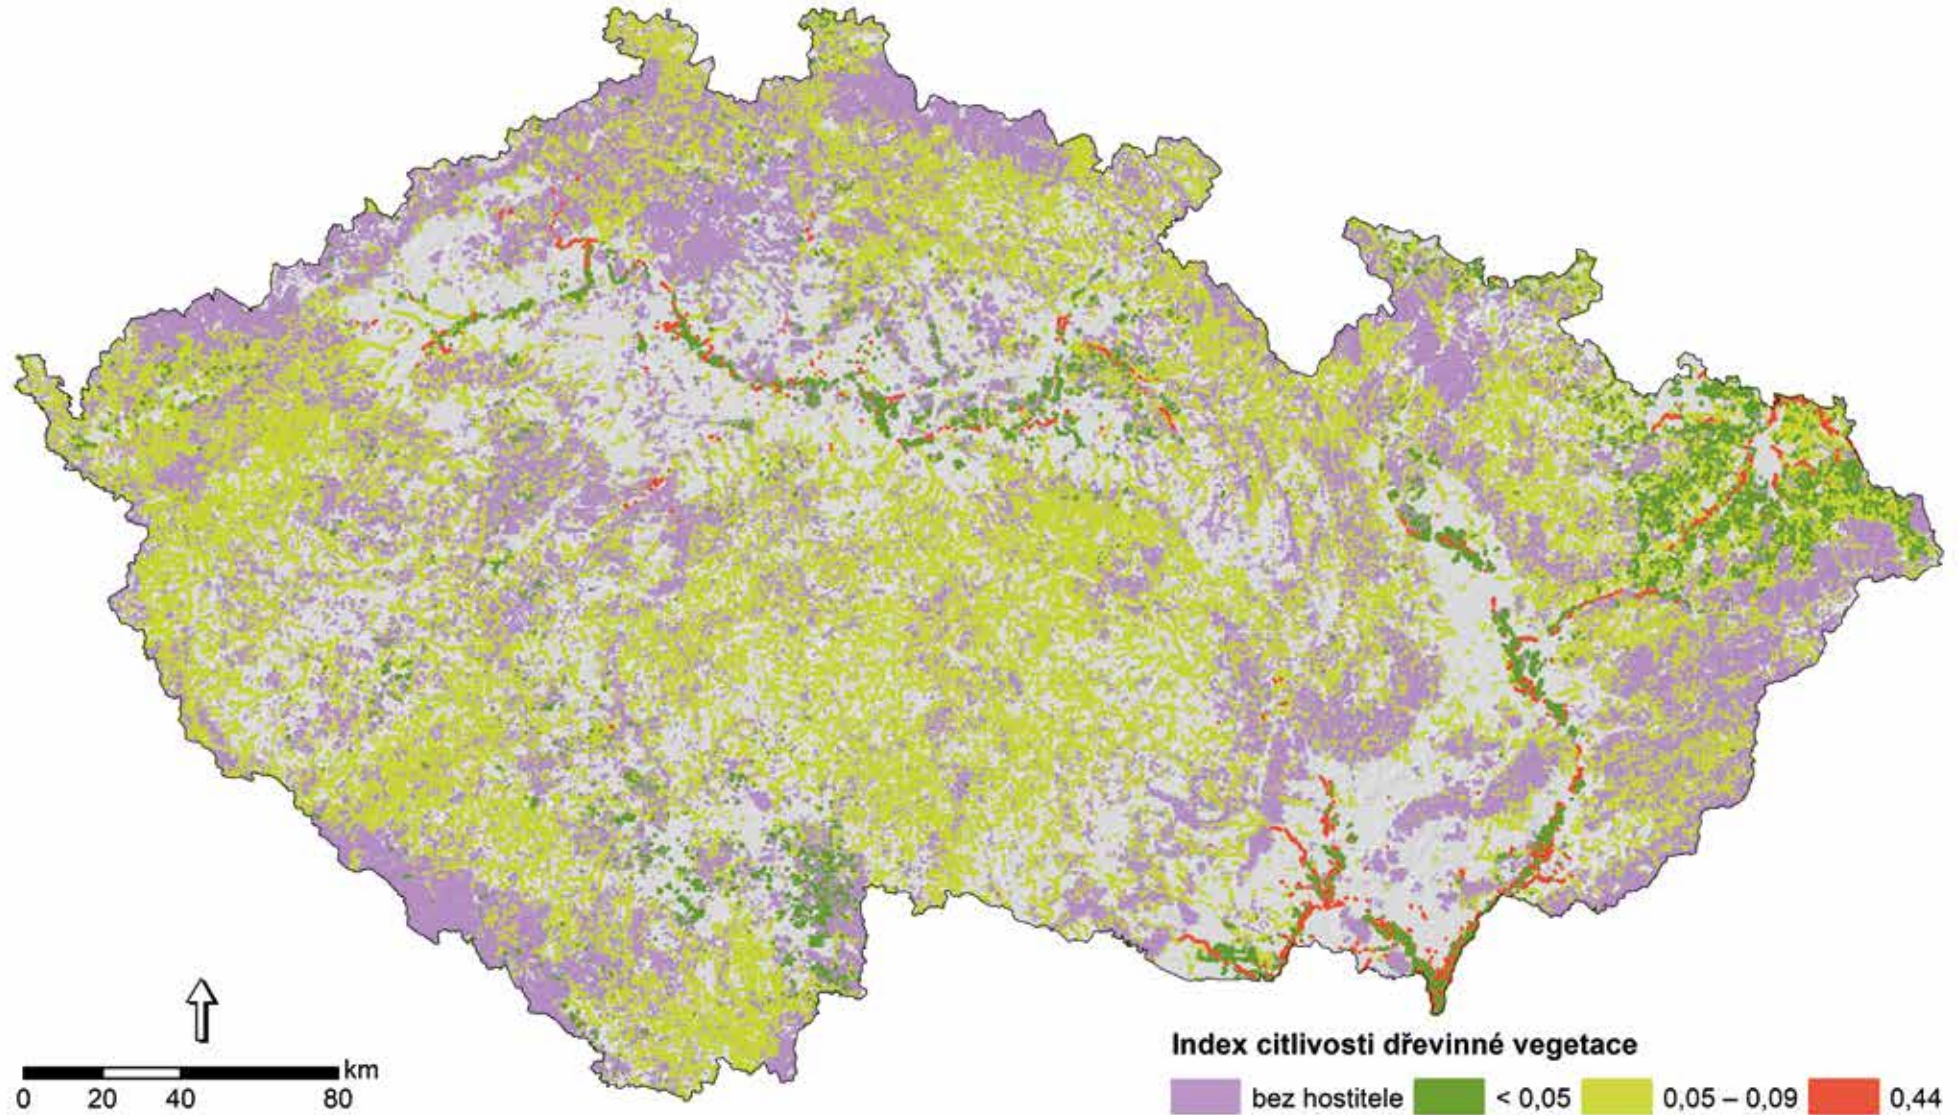 Index citlivosti dřevinné vegetace
km
0 20 40 80
bez hostitele < 0,05 0,05 – 0,09 0,44